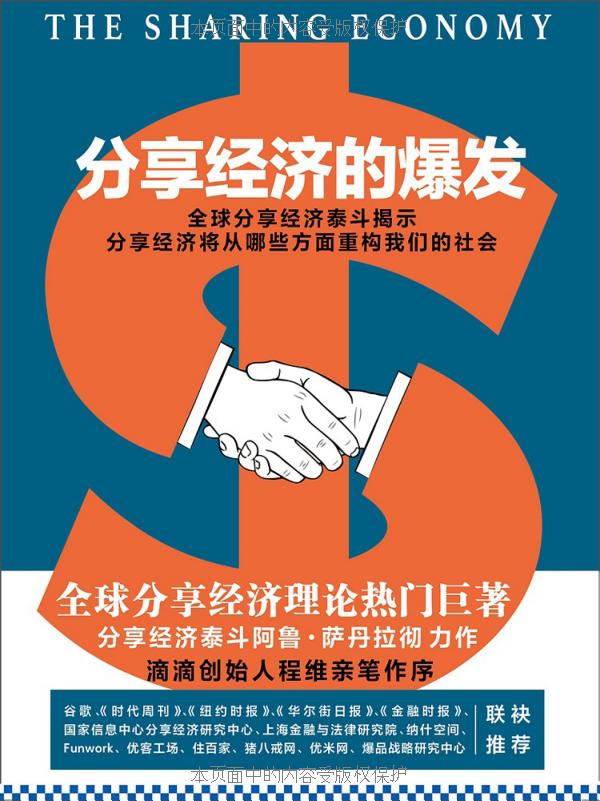 THE SHARING ECONOMY
本页面中的内容受版权保护
分享经济的爆发
全球分享经济泰斗揭示
分享经济将从哪些方面重构我们的社会
全球分享经济理论热门巨著
分享经济泰斗阿鲁·萨丹拉彻 力作
滴滴创始人程维亲笔作序
谷歌、《时代周刊》、《纽约时报》、《华尔街日报》、《金融时报》、
国家信息中心分享经济研究中心、上海金融与法律研究院、纳什空间、
Funwork、优客工场、住百家、猪八戒网、优米网、爆品战略研究中心
联袂
推荐
本页面中的内容受版权保护